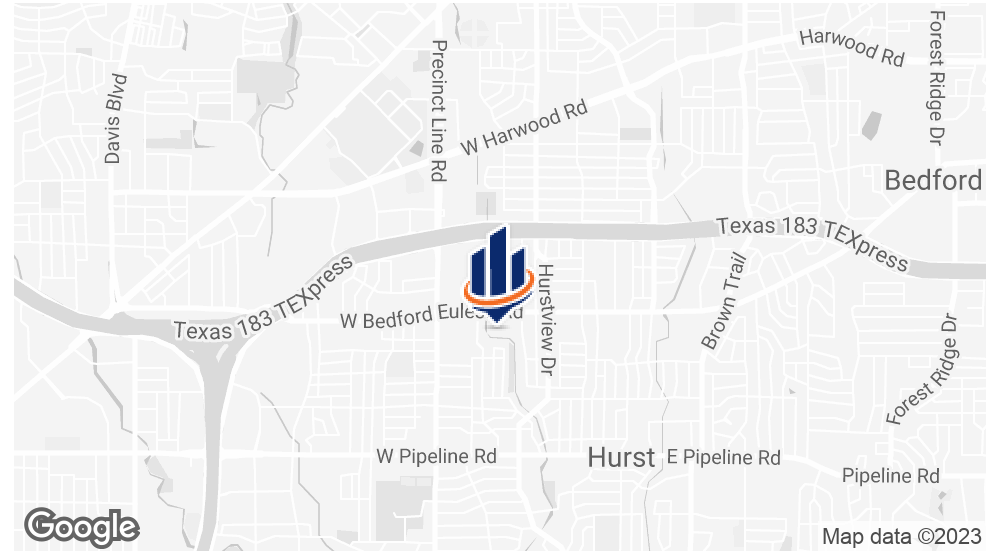 Harwood Rd
Forest Ridge Dr
Davis Blvd
Precinct Line Rd
W Harwood Rd
Bedford
Texas 183 TEXpress
Hurstview Dr
Texas 183 TEXpress
W Bedford Eules Rd
Brown Trail
Forest Ridge Dr
W Pipeline Rd
Hurst
E Pipeline Rd
Pipeline Rd
Google
Map data ©2023